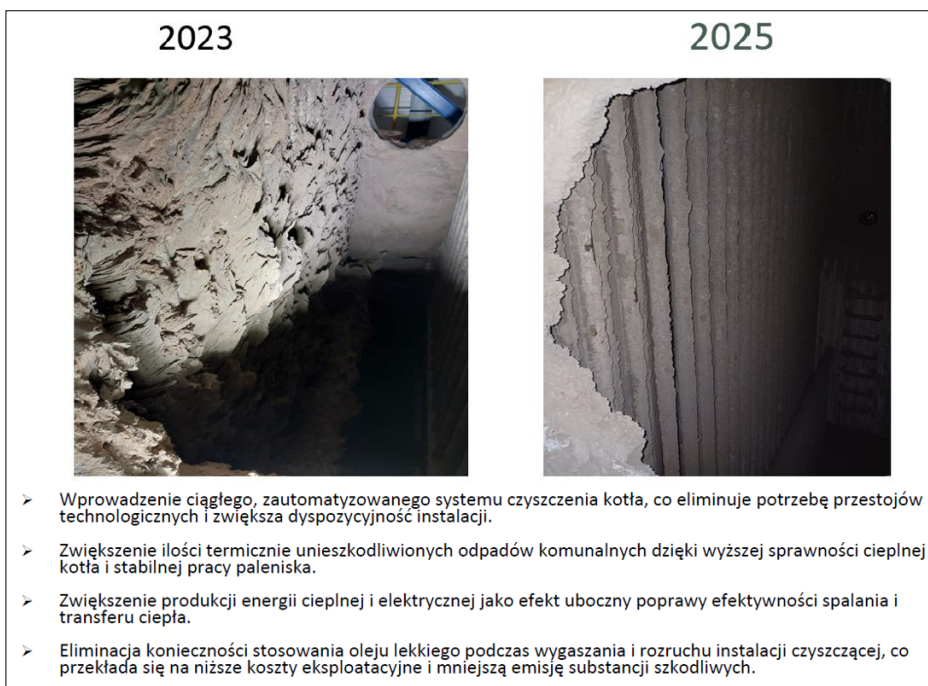 2023
2025
➢ Wprowadzenie ciągłego, zautomatyzowanego systemu czyszczenia kotła, co eliminuje potrzebę przestojów
technologicznych i zwiększa dyspozycyjność instalacji.
➢ Zwiększenie ilości termicznie unieszkodliwionych odpadów komunalnych dzięki wyższej sprawności cieplnej
kotła i stabilnej pracy paleniska.
➢ Zwiększenie produkcji energii cieplnej i elektrycznej jako efekt uboczny poprawy efektywności spalania i
transferu ciepła.
➢ Eliminacja konieczności stosowania oleju lekkiego podczas wygaszania i rozruchu instalacji czyszczącej, co
przekłada się na niższe koszty eksploatacyjne i mniejszą emisję substancji szkodliwych.